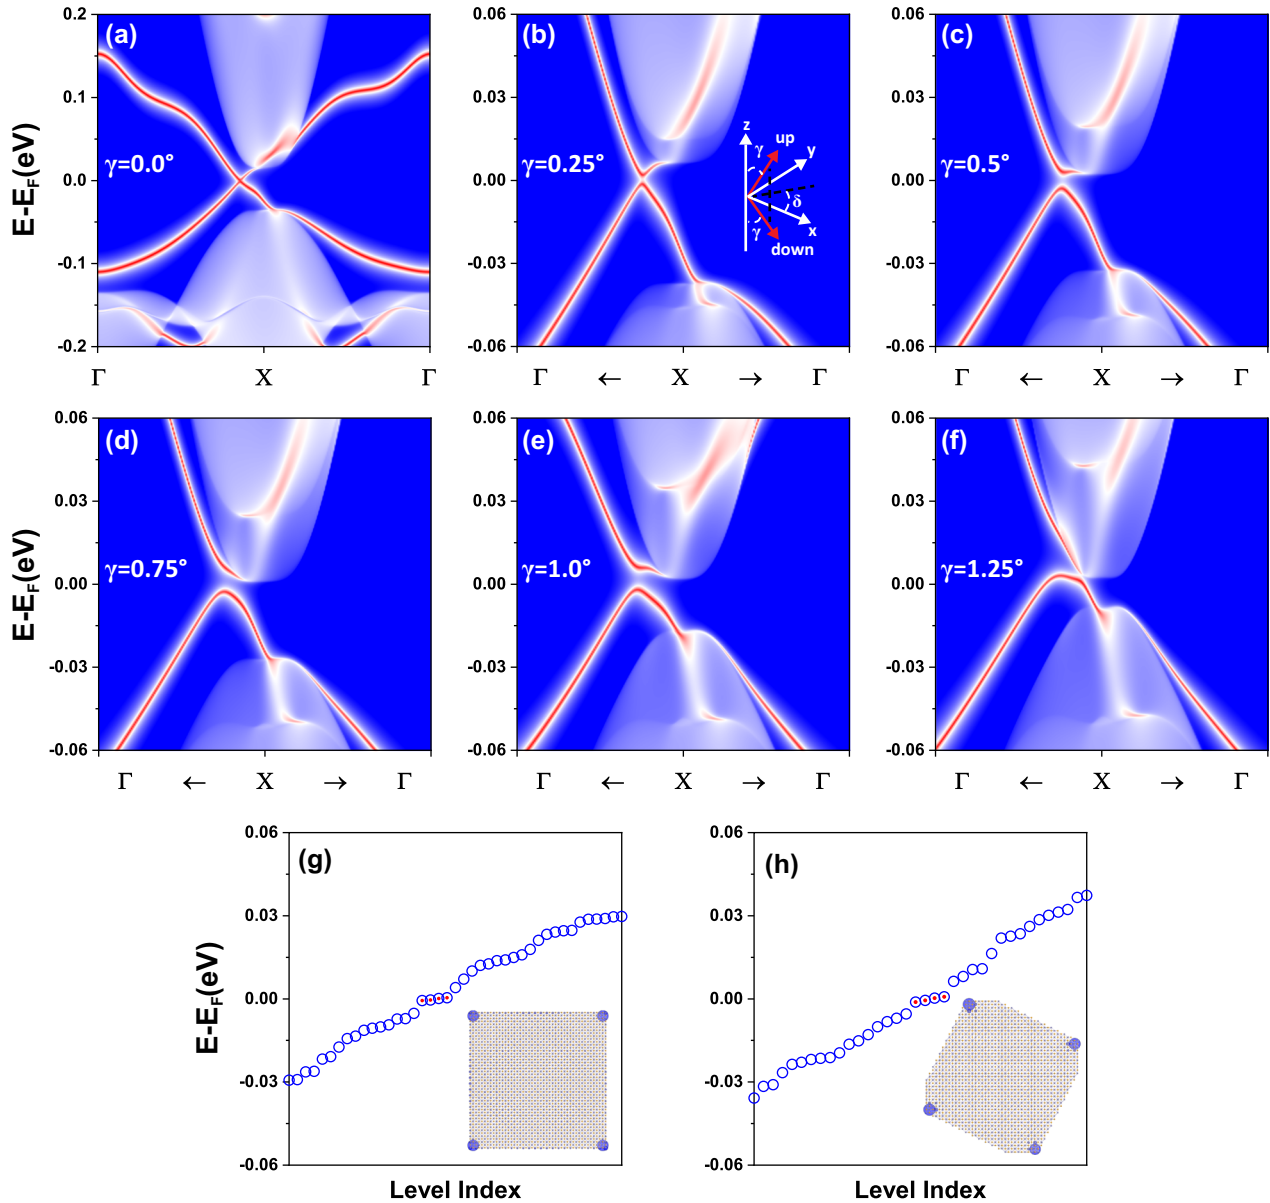 (a)
γ=0.0°
E-E_F(eV)
0.2
0.1
0.0
-0.1
-0.2
Γ
X
Γ
(b)
γ=0.25°
0.06
0.03
0.00
-0.03
-0.06
z
up
γ
y
δ
x
γ
down
Γ ← X → Γ
(c)
γ=0.5°
0.06
0.03
0.00
-0.03
-0.06
Γ ← X → Γ
(d)
γ=0.75°
E-E_F(eV)
0.06
0.03
0.00
-0.03
-0.06
Γ ← X → Γ
(e)
γ=1.0°
0.06
0.03
0.00
-0.03
-0.06
Γ ← X → Γ
(f)
γ=1.25°
0.06
0.03
0.00
-0.03
-0.06
Γ ← X → Γ
(g)
E-E_F(eV)
0.06
0.03
0.00
-0.03
-0.06
Level Index
(h)
0.06
0.03
0.00
-0.03
-0.06
Level Index